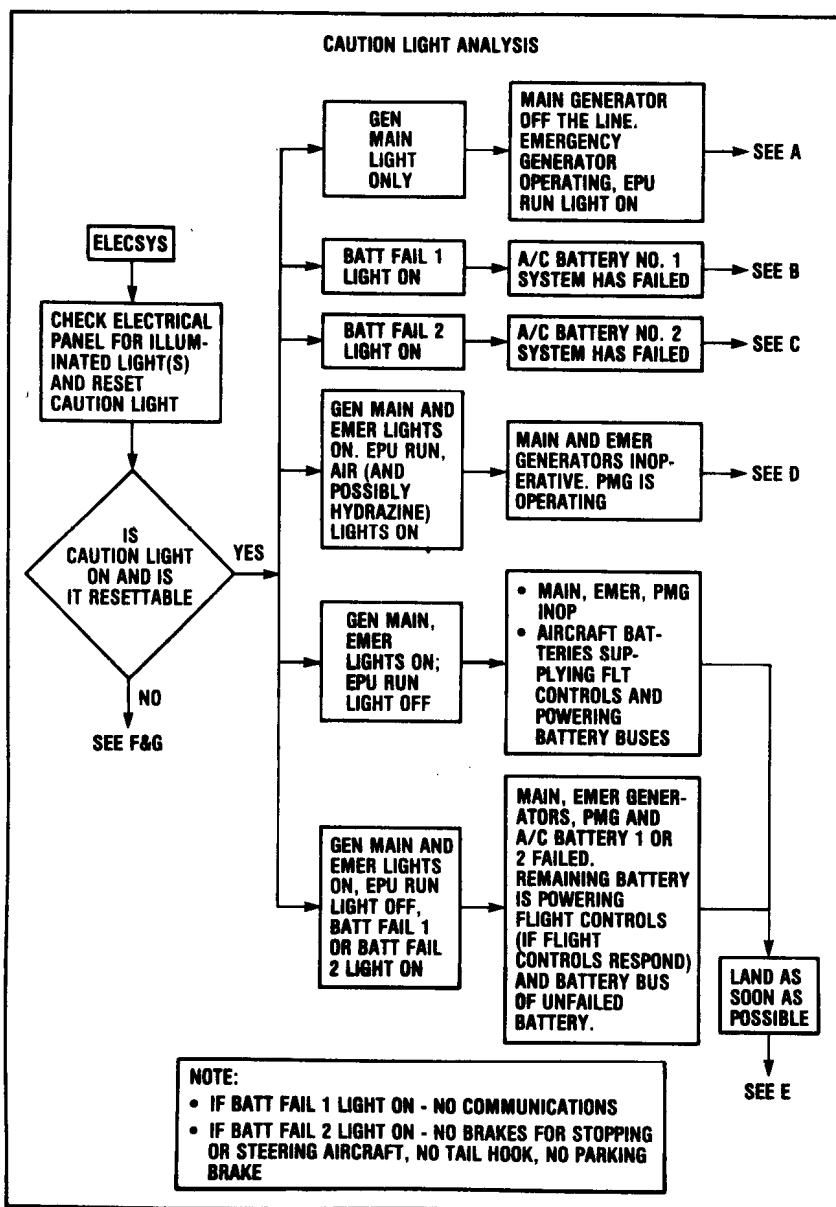 CAUTION LIGHT ANALYSIS
ELECSYS
CHECK ELECTRICAL
PANEL FOR ILLUM-
INATED LIGHT(S)
AND RESET
CAUTION LIGHT
IS
CAUTION LIGHT
ON AND IS
IT RESETTABLE
YES
NO
SEE F&G
GEN
MAIN
LIGHT
ONLY
MAIN GENERATOR
OFF THE LINE.
EMERGENCY
GENERATOR
OPERATING, EPU
RUN LIGHT ON
SEE A
BATT FAIL 1
LIGHT ON
A/C BATTERY NO. 1
SYSTEM HAS FAILED
SEE B
BATT FAIL 2
LIGHT ON
A/C BATTERY NO. 2
SYSTEM HAS FAILED
SEE C
GEN MAIN AND
EMER LIGHTS
ON. EPU RUN,
AIR (AND
POSSIBLY
HYDRAZINE)
LIGHTS ON
MAIN AND EMER
GENERATORS INOP-
ERATIVE. PMG IS
OPERATING
SEE D
GEN MAIN,
EMER
LIGHTS ON;
EPU RUN
LIGHT OFF
• MAIN, EMER, PMG
INOP
• AIRCRAFT BAT-
TERIES SUP-
PLYING FLT
CONTROLS AND
POWERING
BATTERY BUSES
GEN MAIN AND
EMER LIGHTS
ON, EPU RUN
LIGHT OFF,
BATT FAIL 1
OR BATT FAIL
2 LIGHT ON
MAIN, EMER GENER-
ATORS, PMG AND
A/C BATTERY 1 OR
2 FAILED.
REMAINING BATTERY
IS POWERING
FLIGHT CONTROLS
(IF FLIGHT
CONTROLS RESPOND)
AND BATTERY BUS
OF UNFAILED
BATTERY.
LAND AS
SOON AS
POSSIBLE
SEE E
NOTE:
• IF BATT FAIL 1 LIGHT ON - NO COMMUNICATIONS
• IF BATT FAIL 2 LIGHT ON - NO BRAKES FOR STOPPING
OR STEERING AIRCRAFT, NO TAIL HOOK, NO PARKING
BRAKE